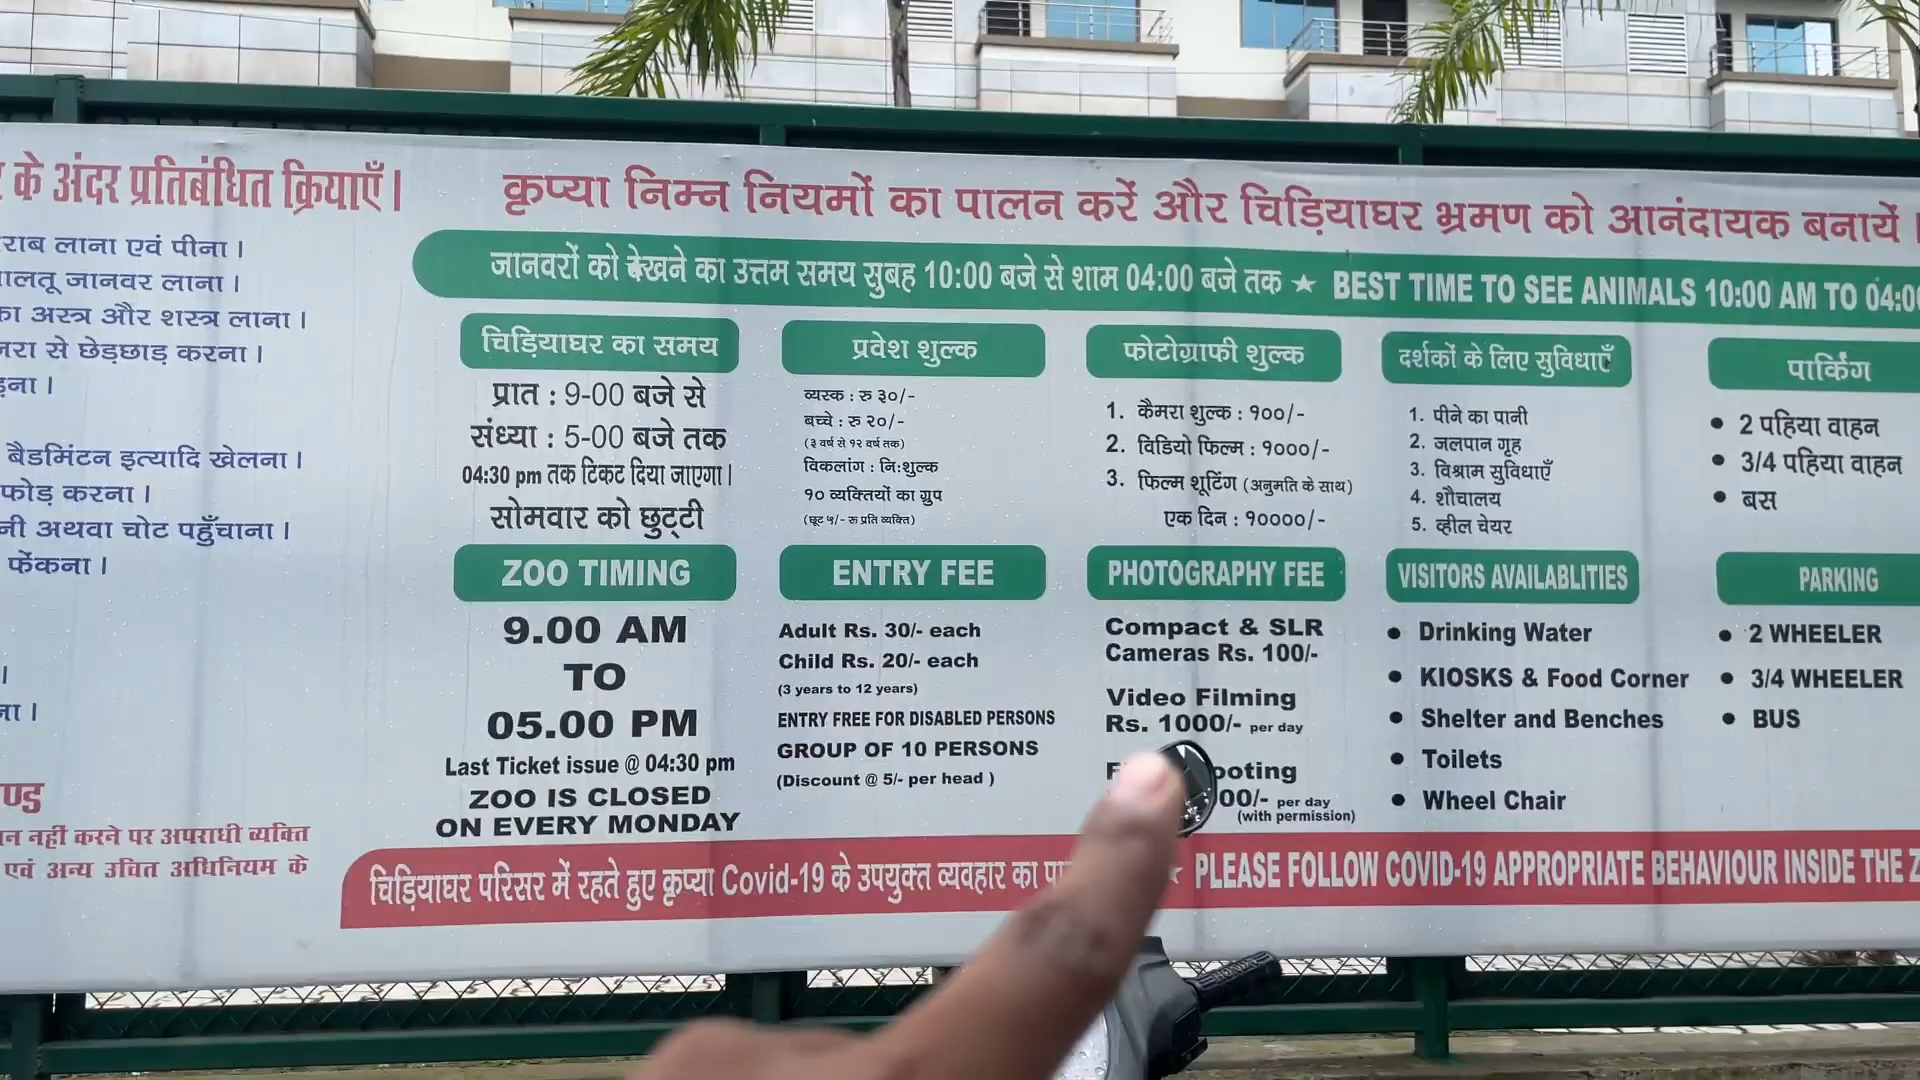 के अंदर प्रतिबंधित क्रियाएँ।
लाना एवं पीना।
जानवर लाना।
अस्त्र और शस्त्र लाना।
से छेड़छाड़ करना।
बैडमिंटन इत्यादि खेलना।
फोड़ करना।
अथवा चोट पहुँचाना।
फेंकना।
नहीं करने पर अपराधी व्यक्ति
एवं अन्य उचित अधिनियम के
कृप्या निम्न नियमों का पालन करें और चिड़ियाघर भ्रमण को आनंदायक बनायें।
जानवरों को देखने का उत्तम समय सुबह 10:00 बजे से शाम 04:00 बजे तक ★ BEST TIME TO SEE ANIMALS 10:00 AM TO
चिड़ियाघर का समय
प्रात : 9-00 बजे से
संध्या : 5-00 बजे तक
04:30 pm तक टिकट दिया जाएगा।
सोमवार को छुट्टी
प्रवेश शुल्क
व्यस्क : रु ३०/-
बच्चे : रु २०/-
(३ वर्ष से १२ वर्ष तक)
विकलांग : नि:शुल्क
१० व्यक्तियों का ग्रुप
(छूट ५/- रू प्रति व्यक्ति)
फोटोग्राफी शुल्क
1. कैमरा शुल्क : १००/-
2. विडियो फिल्म : १०००/-
3. फिल्म शूटिंग (अनुमति के साथ)
एक दिन : १००००/-
दर्शकों के लिए सुविधाएँ
1. पीने का पानी
2. जलपान गृह
3. विश्राम सुविधाएँ
4. शौचालय
5. व्हील चेयर
पार्किंग
• 2 पहिया वाहन
• 3/4 पहिया वाहन
• बस
ZOO TIMING
9.00 AM
TO
05.00 PM
Last Ticket issue @ 04:30 pm
ZOO IS CLOSED
ON EVERY MONDAY
ENTRY FEE
Adult Rs. 30/- each
Child Rs. 20/- each
(3 years to 12 years)
ENTRY FREE FOR DISABLED PERSONS
GROUP OF 10 PERSONS
(Discount @ 5/- per head )
PHOTOGRAPHY FEE
Compact & SLR
Cameras Rs. 100/-
Video Filming
Rs. 1000/- per day
per day
(with permission)
VISITORS AVAILABLITIES
• Drinking Water
• KIOSKS & Food Corner
• Shelter and Benches
• Toilets
• Wheel Chair
PARKING
• 2 WHEELER
• 3/4 WHEELER
• BUS
चिड़ियाघर परिसर में रहते हुए कृप्या Covid-19 के उपयुक्त व्यवहार का ★ PLEASE FOLLOW COVID-19 APPROPRIATE BEHAVIOUR INSIDE THE
HONDA